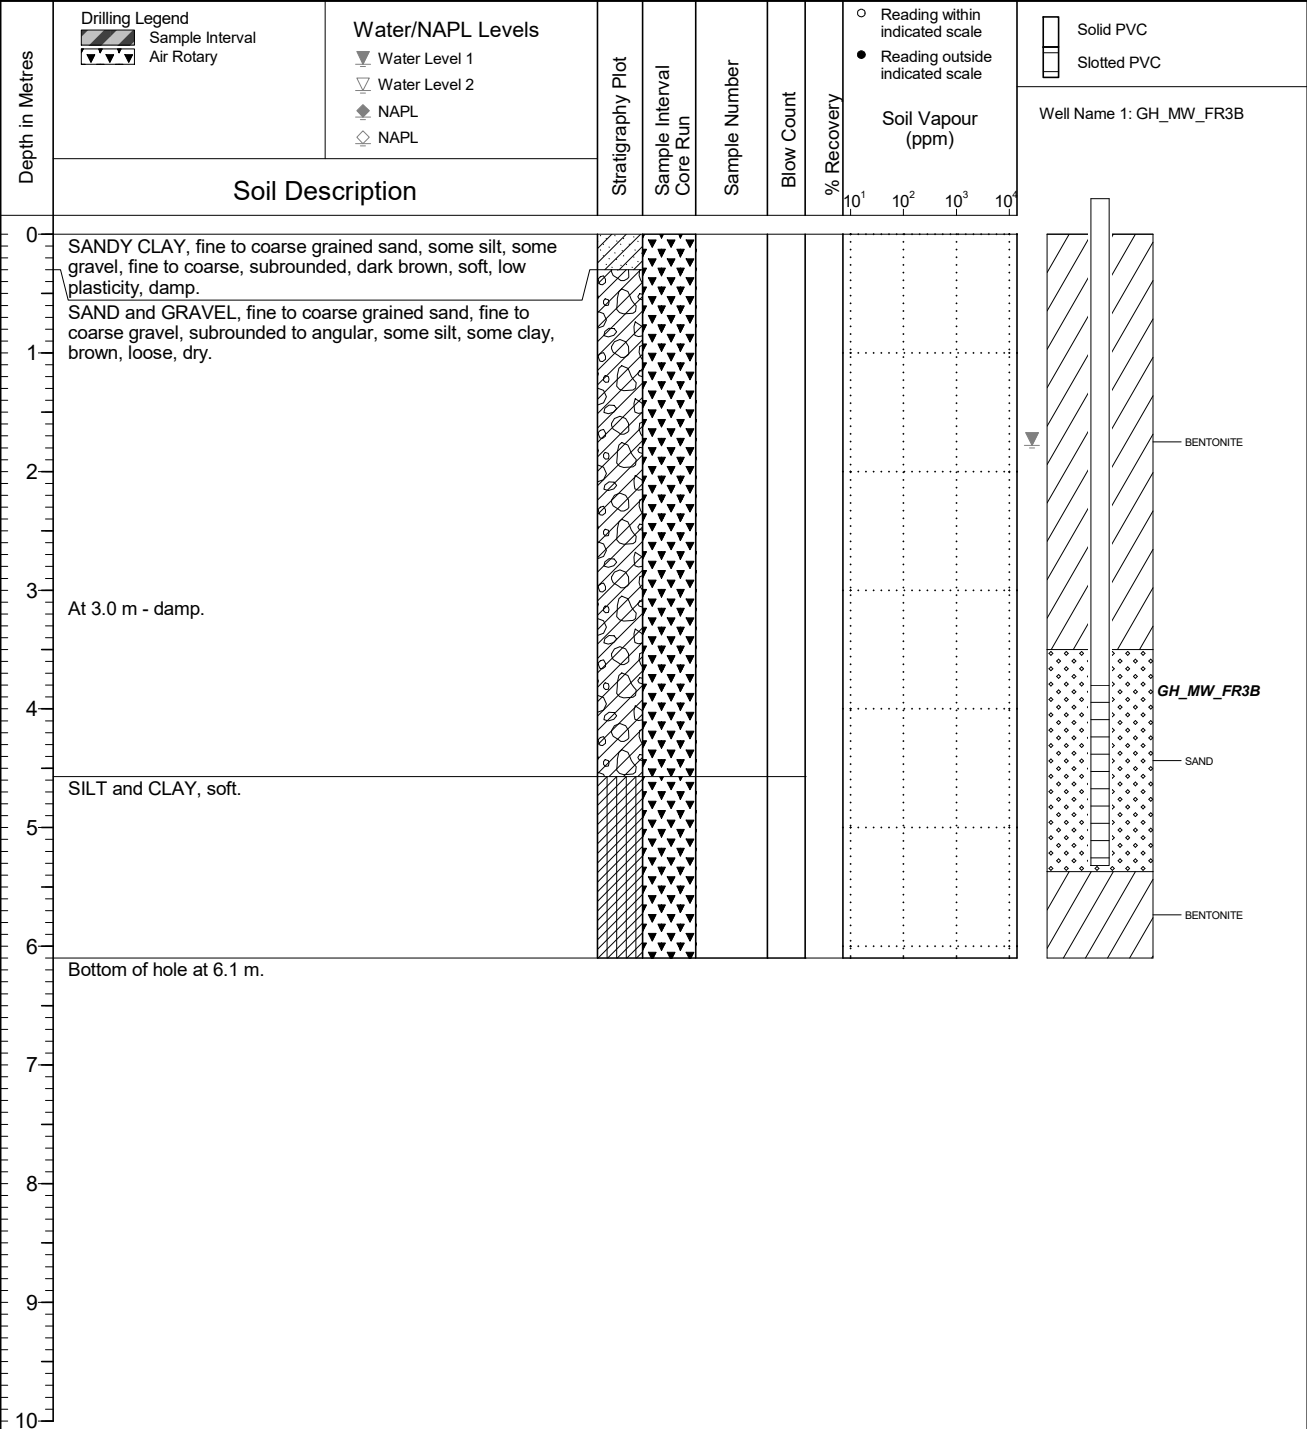 Depth in Metres
Drilling Legend
Sample Interval
Air Rotary
Water/NAPL Levels
Water Level 1
Water Level 2
NAPL
NAPL
Soil Description
Stratigraphy Plot
Sample Interval
Core Run
Sample Number
Blow Count
% Recovery
Reading within
indicated scale
Reading outside
indicated scale
Soil Vapour
(ppm)
10¹ 10² 10³ 10⁴
Solid PVC
Slotted PVC
Well Name 1: GH_MW_FR3B
0
SANDY CLAY, fine to coarse grained sand, some silt, some
gravel, fine to coarse, subrounded, dark brown, soft, low
plasticity, damp.
SAND and GRAVEL, fine to coarse grained sand, fine to
coarse gravel, subrounded to angular, some silt, some clay,
brown, loose, dry.
1
BENTONITE
2
3
At 3.0 m - damp.
GH_MW_FR3B
4
SAND
SILT and CLAY, soft.
5
BENTONITE
6
Bottom of hole at 6.1 m.
7
8
9
10